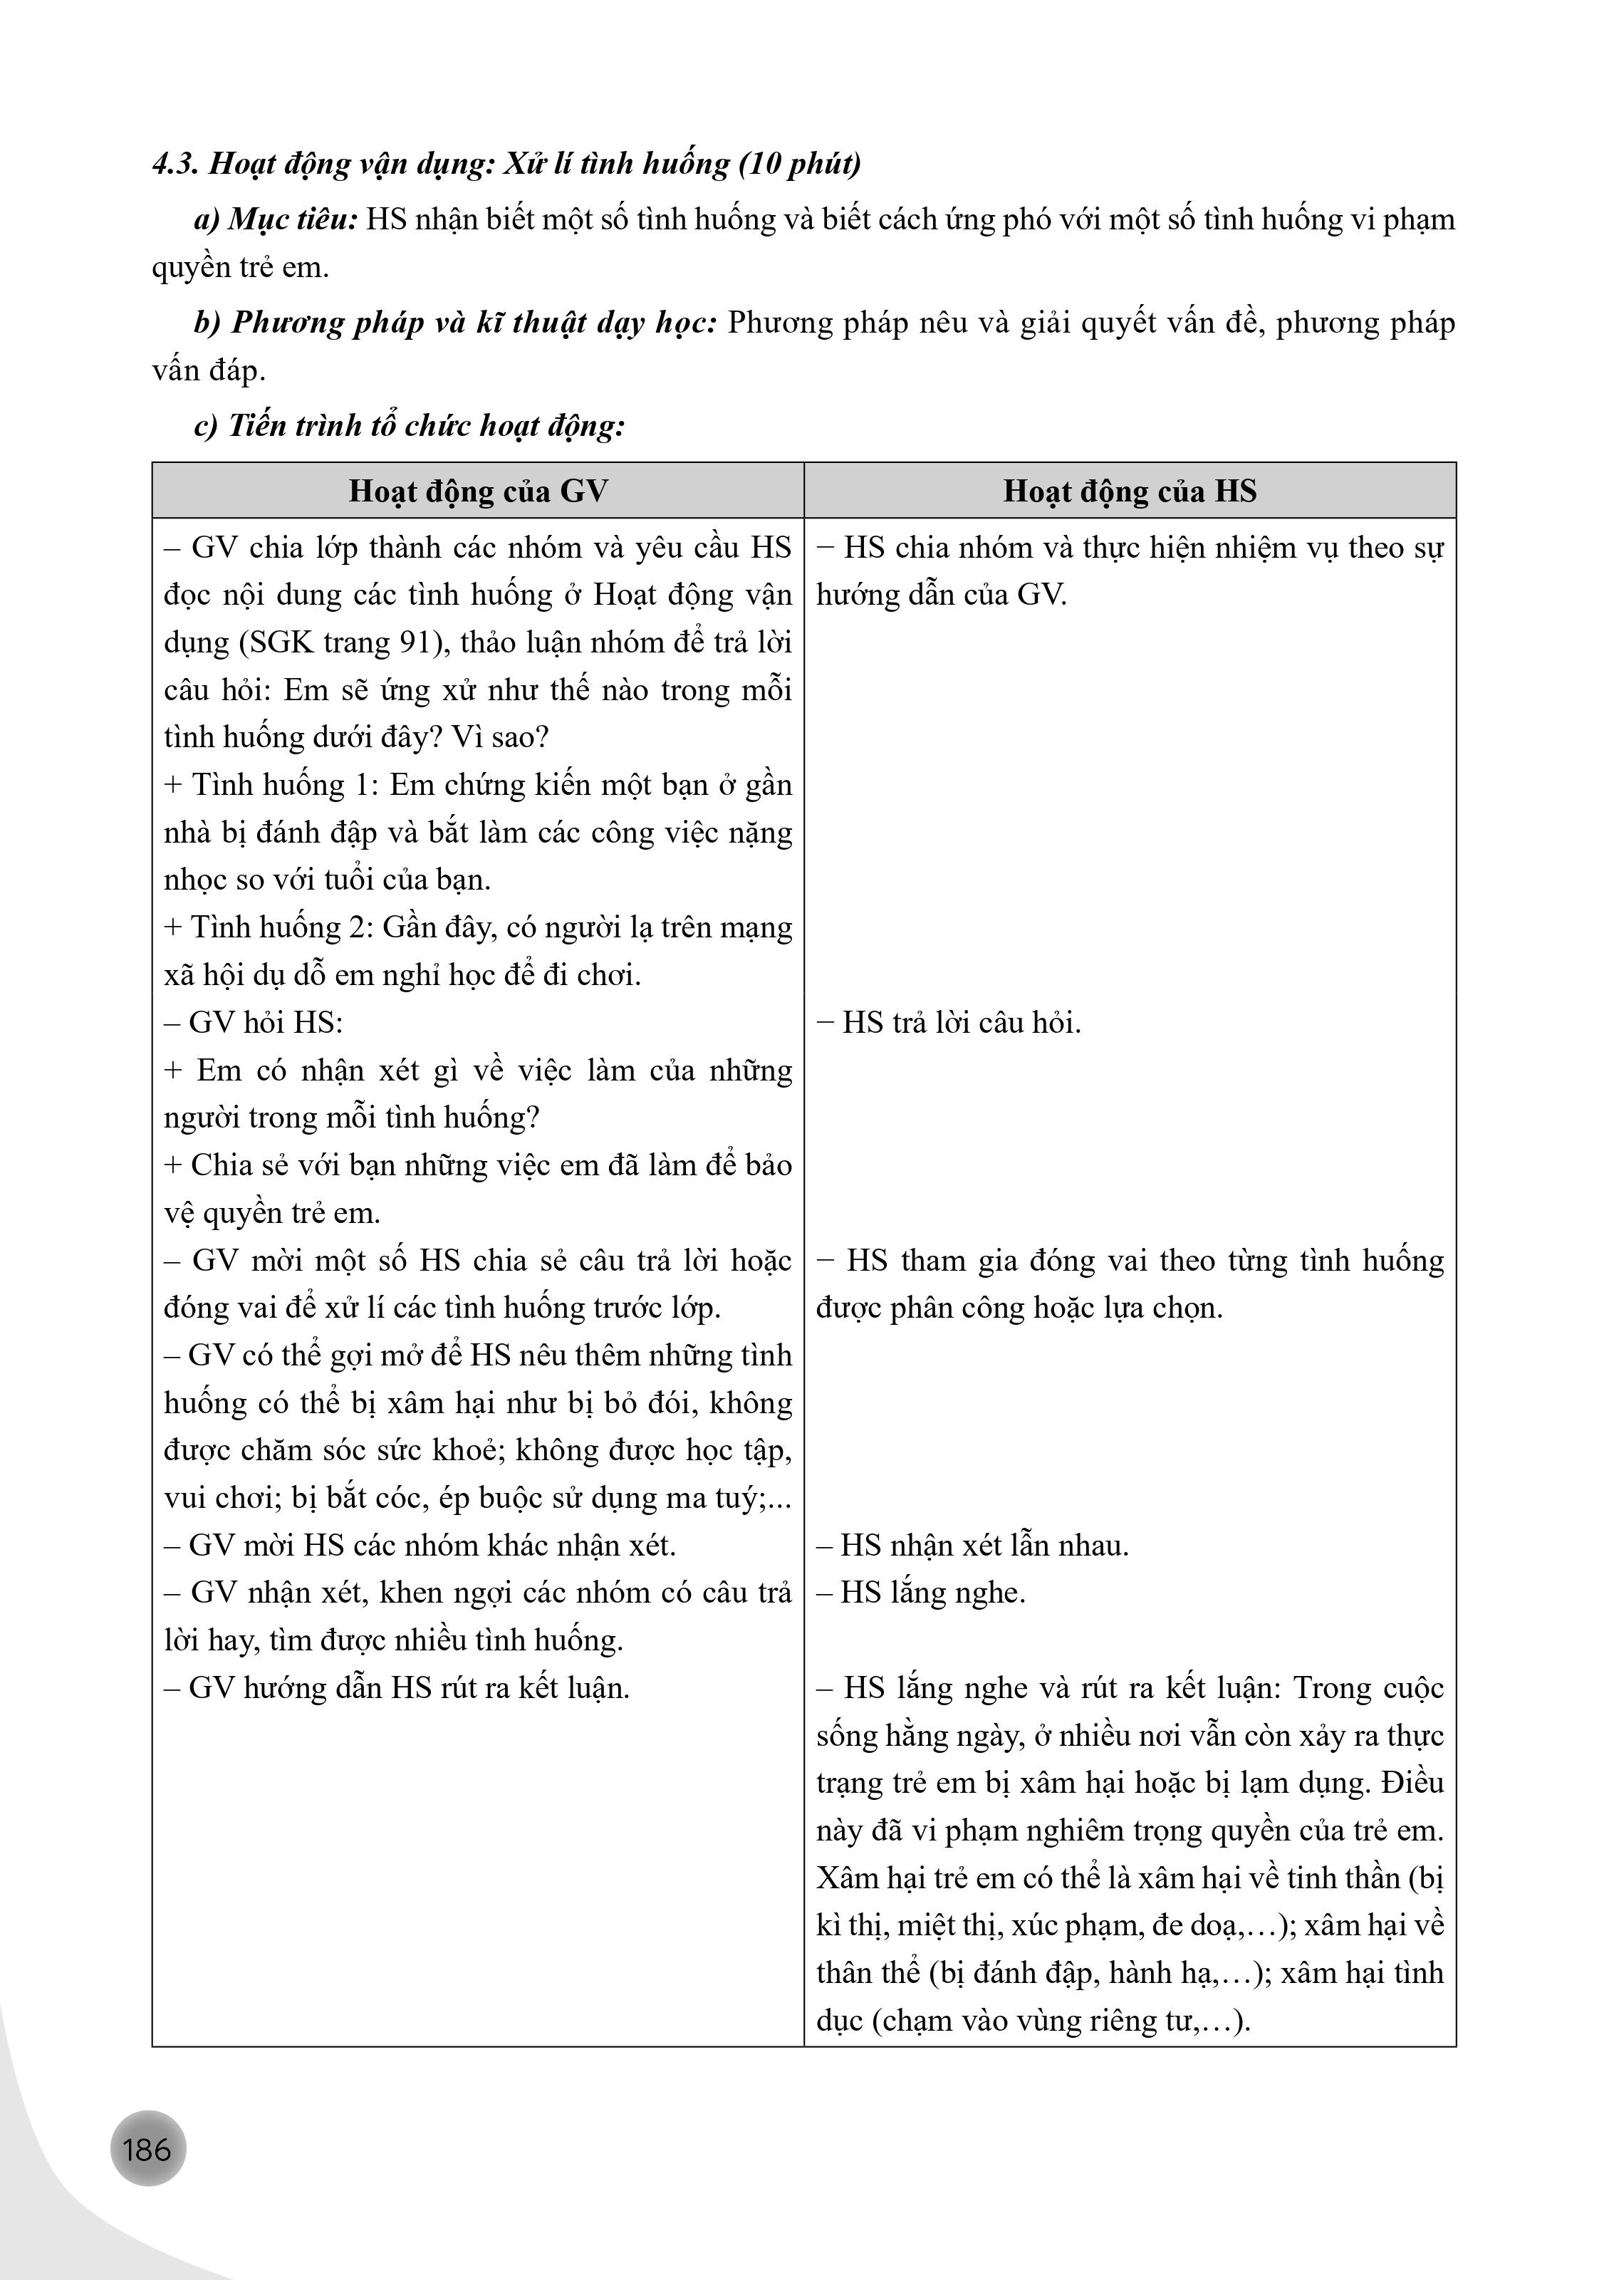 4.3. Hoạt động vận dụng: Xử lí tình huống (10 phút)
a) Mục tiêu: HS nhận biết một số tình huống và biết cách ứng phó với một số tình huống vi phạm
quyền trẻ em.
b) Phương pháp và kĩ thuật dạy học: Phương pháp nêu và giải quyết vấn đề, phương pháp
vấn đáp.
c) Tiến trình tổ chức hoạt động:
Hoạt động của GV
– GV chia lớp thành các nhóm và yêu cầu HS
đọc nội dung các tình huống ở Hoạt động vận
dụng (SGK trang 91), thảo luận nhóm để trả lời
câu hỏi: Em sẽ ứng xử như thế nào trong mỗi
tình huống dưới đây? Vì sao?
+ Tình huống 1: Em chứng kiến một bạn ở gần
nhà bị đánh đập và bắt làm các công việc nặng
nhọc so với tuổi của bạn.
+ Tình huống 2: Gần đây, có người lạ trên mạng
xã hội dụ dỗ em nghỉ học để đi chơi.
– GV hỏi HS:
+ Em có nhận xét gì về việc làm của những
người trong mỗi tình huống?
+ Chia sẻ với bạn những việc em đã làm để bảo
vệ quyền trẻ em.
– GV mời một số HS chia sẻ câu trả lời hoặc
đóng vai để xử lí các tình huống trước lớp.
– GV có thể gợi mở để HS nêu thêm những tình
huống có thể bị xâm hại như bị bỏ đói, không
được chăm sóc sức khoẻ; không được học tập,
vui chơi; bị bắt cóc, ép buộc sử dụng ma tuý;...
– GV mời HS các nhóm khác nhận xét.
– GV nhận xét, khen ngợi các nhóm có câu trả
lời hay, tìm được nhiều tình huống.
– GV hướng dẫn HS rút ra kết luận.
Hoạt động của HS
− HS chia nhóm và thực hiện nhiệm vụ theo sự
hướng dẫn của GV.
− HS trả lời câu hỏi.
− HS tham gia đóng vai theo từng tình huống
được phân công hoặc lựa chọn.
– HS nhận xét lẫn nhau.
– HS lắng nghe.
– HS lắng nghe và rút ra kết luận: Trong cuộc
sống hằng ngày, ở nhiều nơi vẫn còn xảy ra thực
trạng trẻ em bị xâm hại hoặc bị lạm dụng. Điều
này đã vi phạm nghiêm trọng quyền của trẻ em.
Xâm hại trẻ em có thể là xâm hại về tinh thần (bị
kì thị, miệt thị, xúc phạm, đe doạ,…); xâm hại về
thân thể (bị đánh đập, hành hạ,…); xâm hại tình
dục (chạm vào vùng riêng tư,…).
186